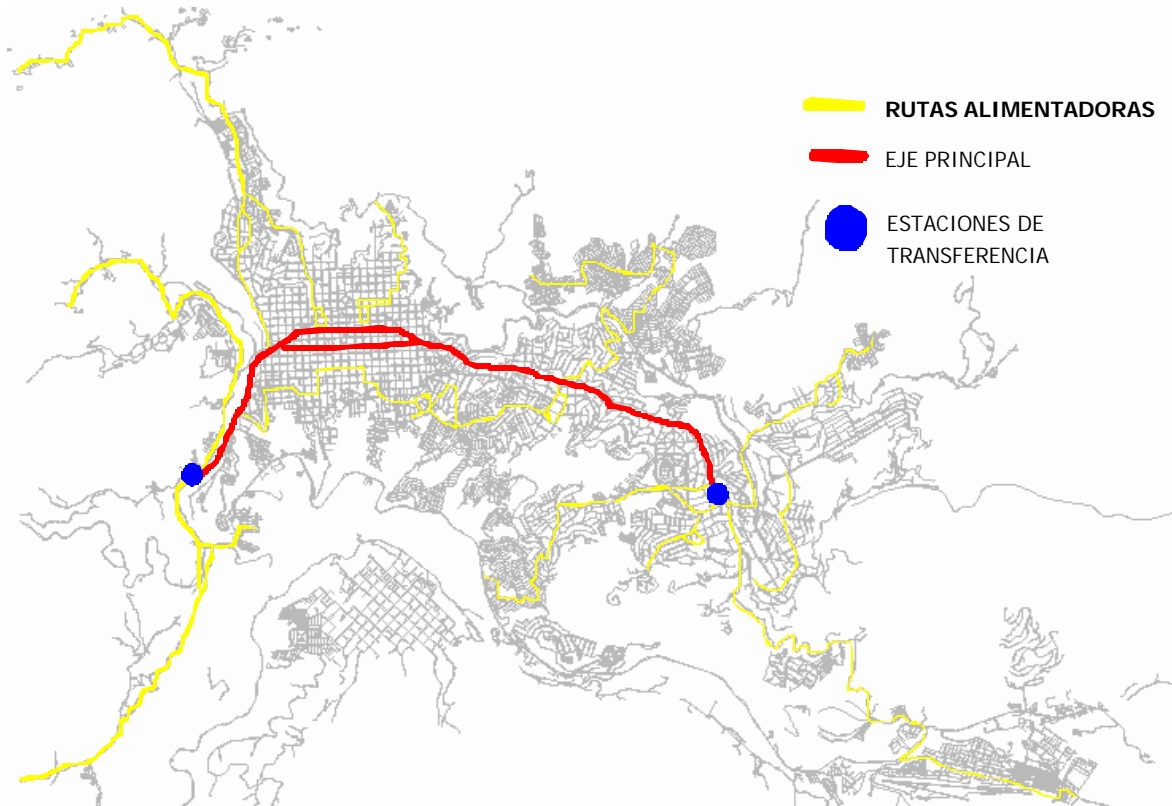 RUTAS ALIMENTADORAS
EJE PRINCIPAL
ESTACIONES DE
TRANSFERENCIA